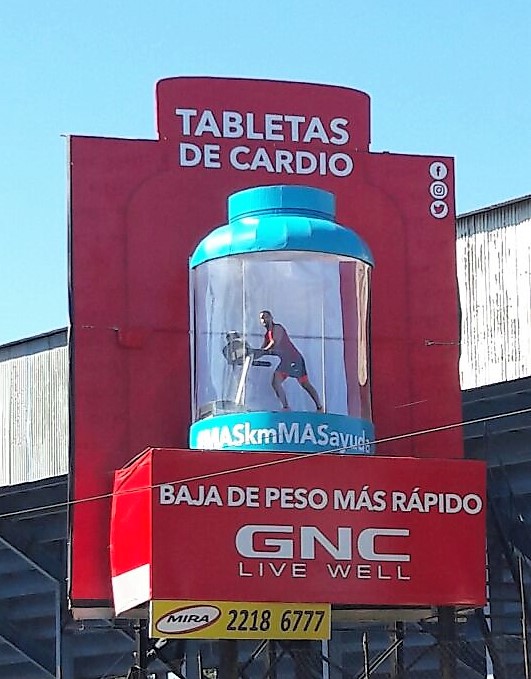 TABLETAS
DE CARDIO
#MASkmMASayuda
BAJA DE PESO MÁS RÁPIDO
GNC
LIVE WELL
MIRA 2218 6777